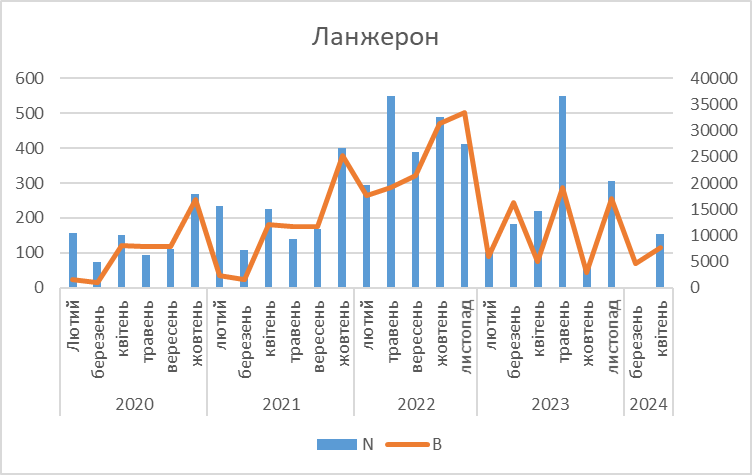 Ланжерон
600 40000
500 35000
400 30000
300 25000
200 20000
100 15000
0 10000
5000
0
Лютий березень квітень травень вересень жовтень лютий березень квітень травень вересень жовтень лютий травень вересень жовтень листопад лютий березень квітень травень жовтень листопад березень квітень
2020 2021 2022 2023 2024
N B